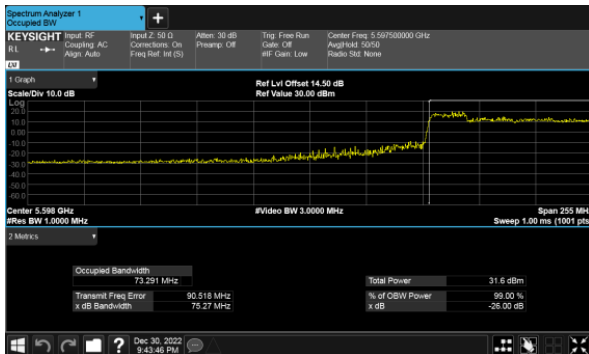 Spectrum Analyzer 1
Occupied BW
KEYSIGHT
RL
LXI
Input: RF
Coupling: AC
Align: Auto
Input Z: 50 Ω
Corrections: On
Freq Ref: Int (S)
Atten: 30 dB
Preamp: Off
Trig: Free Run
Gate: Off
#IF Gain: Low
Center Freq: 5.597500000 GHz
Avg|Hold: 50/50
Radio Std: None
1 Graph
Scale/Div 10.0 dB
Ref Lvl Offset 14.50 dB
Ref Value 30.00 dBm
Log
20.0
10.0
0.00
-10.0
-20.0
-30.0
-40.0
-50.0
-60.0
Center 5.598 GHz
#Video BW 3.0000 MHz
Span 255 MH
#Res BW 1.0000 MHz
Sweep 1.00 ms (1001 pts
2 Metrics
Occupied Bandwidth
73.291 MHz
Total Power 31.6 dBm
Transmit Freq Error 90.518 MHz
% of OBW Power 99.00 %
x dB Bandwidth 75.27 MHz
x dB -26.00 dB
Dec 30, 2022
9:43:46 PM